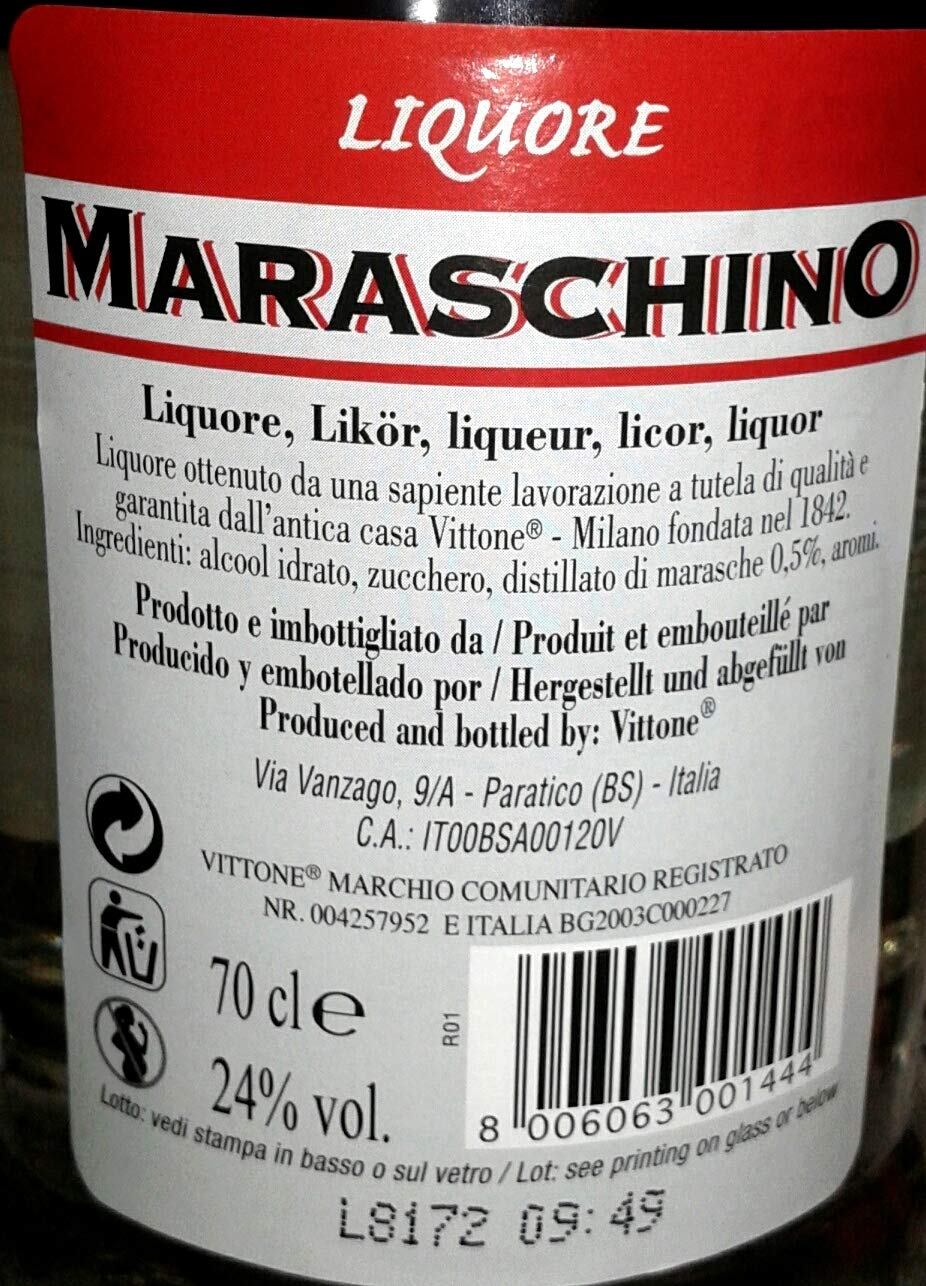 LIQUORE
MARASCHINO
Liquore, Likör, liqueur, licor, liquor
Liquore ottenuto da una sapiente lavorazione a tutela di qualità e
garantita dall'antica casa Vittone® - Milano fondata nel 1842.
Ingredienti: alcool idrato, zucchero, distillato di marasche 0,5%, aromi.
Prodotto e imbottigliato da / Produit et embouteillé par
Producido y embotellado por / Hergestellt und abgefüllt von
Produced and bottled by: Vittone®
Via Vanzago, 9/A - Paratico (BS) - Italia
C.A.: IT00BSA00120V
VITTONE® MARCHIO COMUNITARIO REGISTRATO
NR. 004257952 E ITALIA BG2003C000227
70 cl e
24% vol.
R01
8 006063 001444
Lotto: vedi stampa in basso o sul vetro / Lot: see printing on glass or below
L8172 09:49